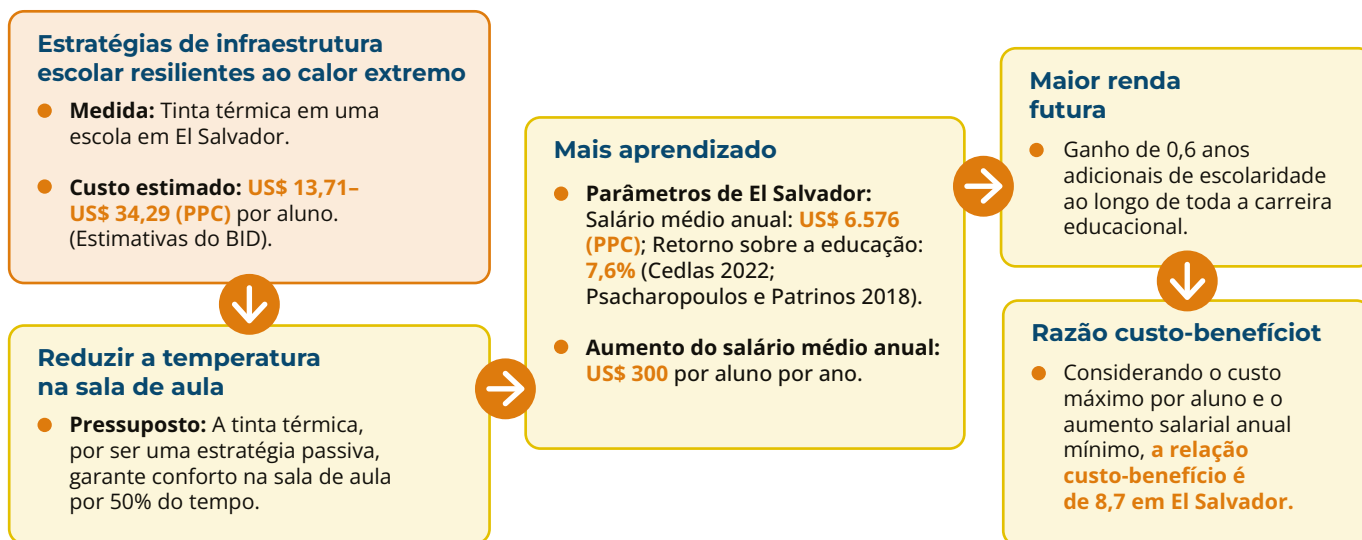 Estratégias de infraestrutura
escolar resilientes ao calor extremo
Medida: Tinta térmica em uma
escola em El Salvador.
Custo estimado: US$ 13,71–
US$ 34,29 (PPC) por aluno.
(Estimativas do BID).
Reduzir a temperatura
na sala de aula
Pressuposto: A tinta térmica,
por ser uma estratégia passiva,
garante conforto na sala de aula
por 50% do tempo.
Mais aprendizado
Parâmetros de El Salvador:
Salário médio anual: US$ 6.576
(PPC); Retorno sobre a educação:
7,6% (Cedlas 2022;
Psacharopoulos e Patrinos 2018).
Aumento do salário médio anual:
US$ 300 por aluno por ano.
Maior renda
futura
Ganho de 0,6 anos
adicionais de escolaridade
ao longo de toda a carreira
educacional.
Razão custo-benefíciot
Considerando o custo
máximo por aluno e o
aumento salarial anual
mínimo, a relação
custo-benefício é
de 8,7 em El Salvador.